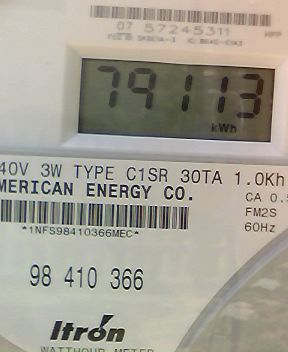 07 57245311
79113
kWh
40V 3W TYPE C1SR 30TA 1.0Kh
MERICAN ENERGY CO.
CA 0.5
FM2S
60Hz
*1NFS98410366MEC*
98 410 366
Itron
WATTHOUR METER